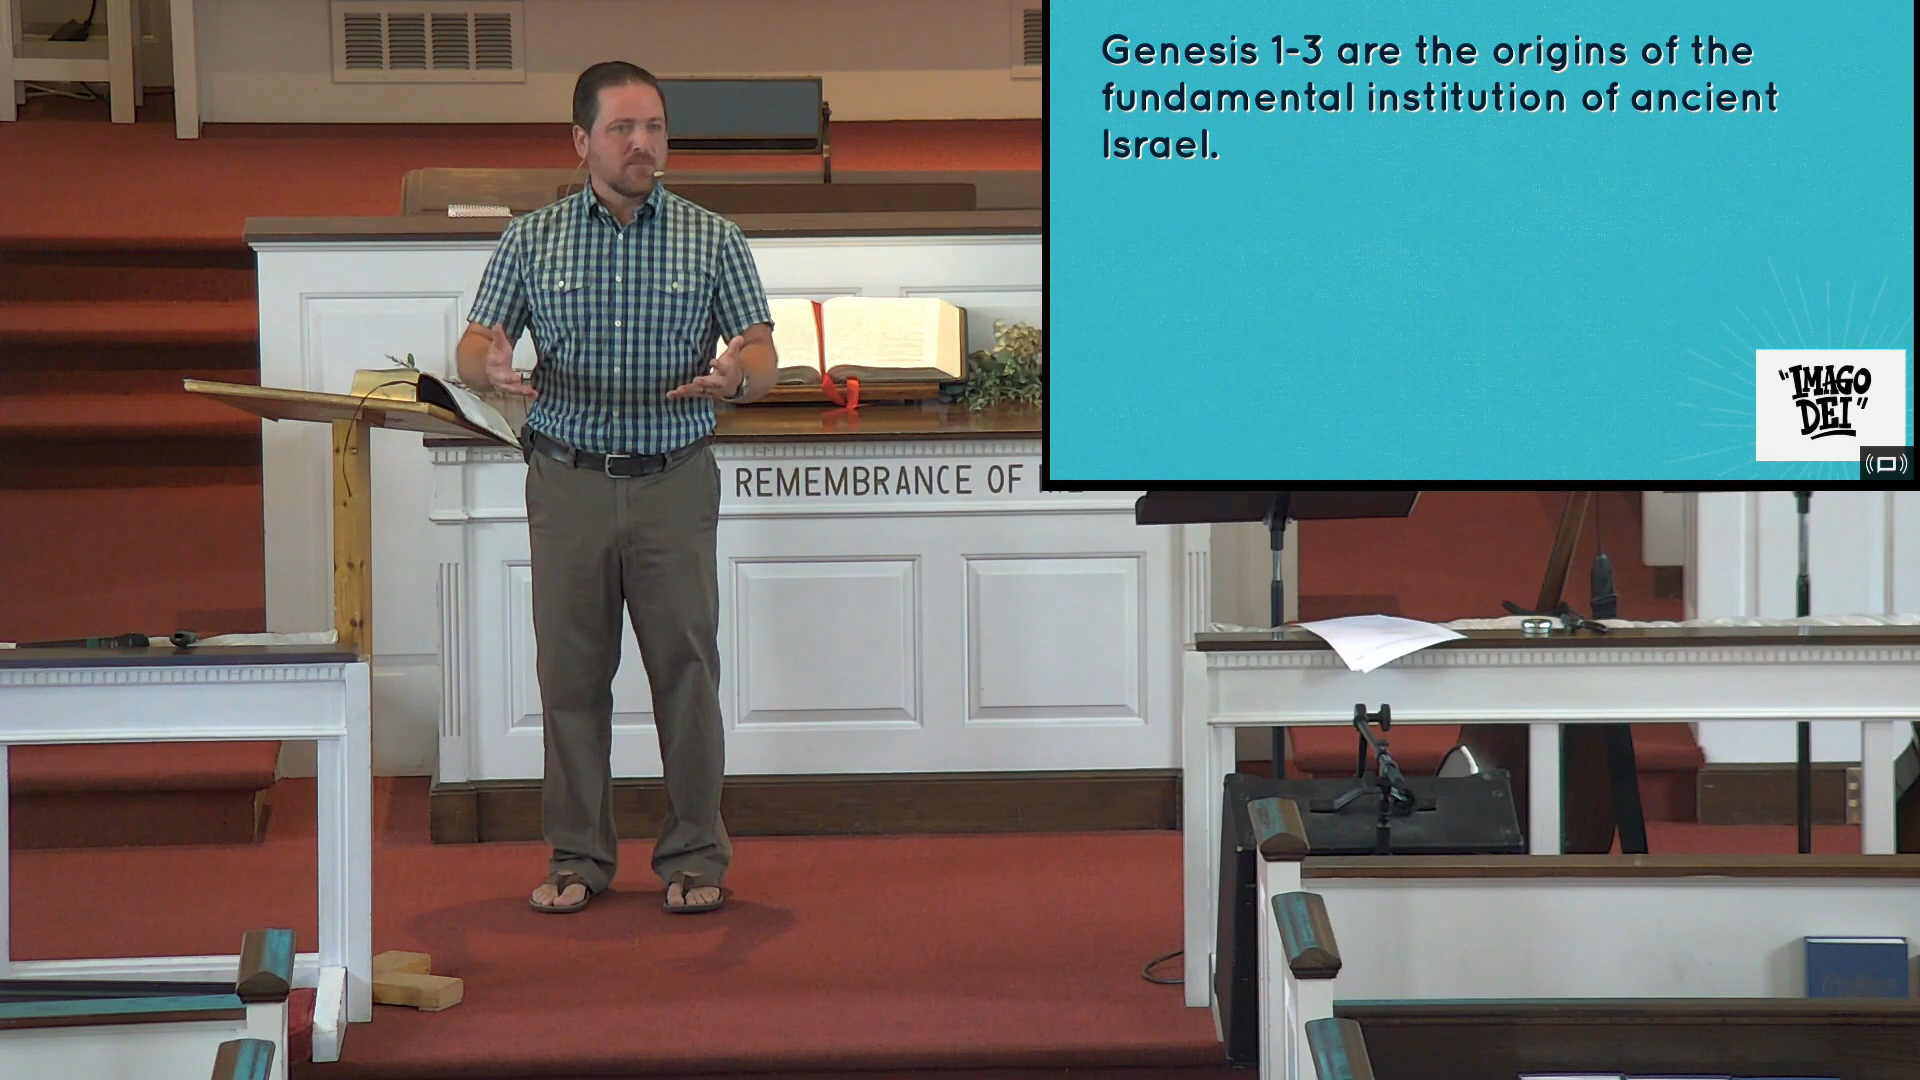 Genesis 1-3 are the origins of the
fundamental institution of ancient
Israel.
"IMAGO
DEI"
REMEMBRANCE OF